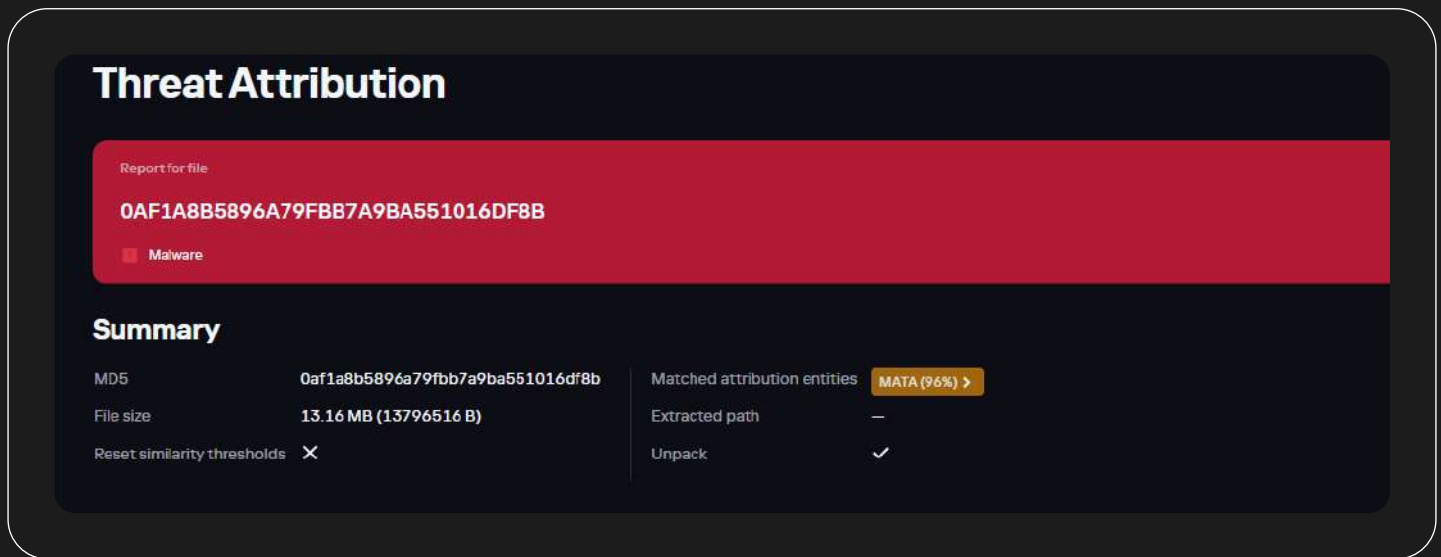 Threat Attribution
Report for file
0AF1A8B5896A79FBB7A9BA551016DF8B
Malware
Summary
MD5 0af1a8b5896a79fbb7a9ba551016df8b
File size 13.16 MB (13796516 B)
Reset similarity thresholds
Matched attribution entities MATA (96%)
Extracted path —
Unpack